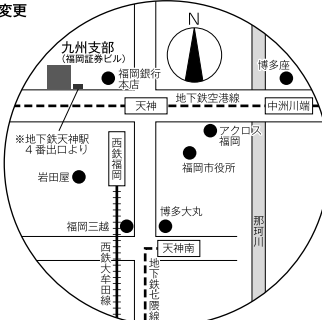 変更
N
九州支部
(福岡証券ビル)
福岡銀行
本店
博多座
地下鉄空港線
天神
中洲川端
※地下鉄天神駅
4番出口より
西鉄福岡
アクロス
福岡
福岡市役所
岩田屋
那珂川
福岡三越
博多大丸
天神南
西鉄大牟田線
地下鉄七隈線